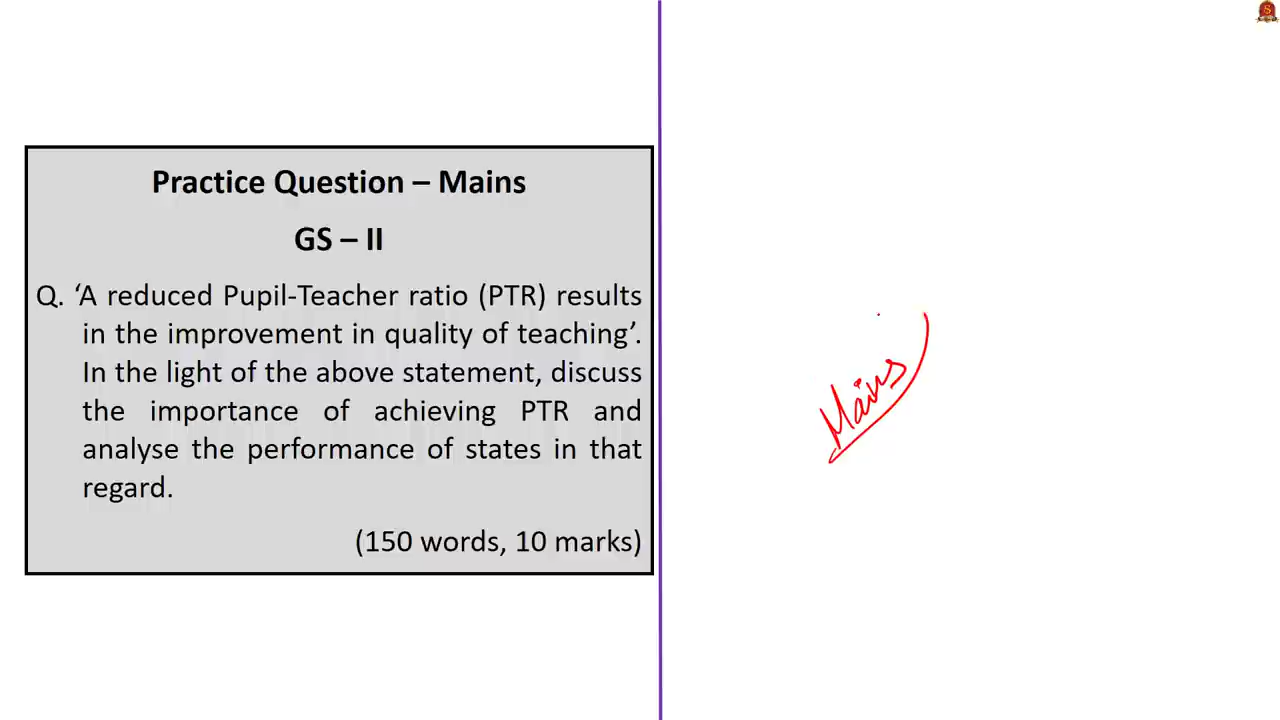 Practice Question – Mains
GS – II
Q. ‘A reduced Pupil-Teacher ratio (PTR) results
in the improvement in quality of teaching’.
In the light of the above statement, discuss
the importance of achieving PTR and
analyse the performance of states in that
regard.
(150 words, 10 marks)
Mains